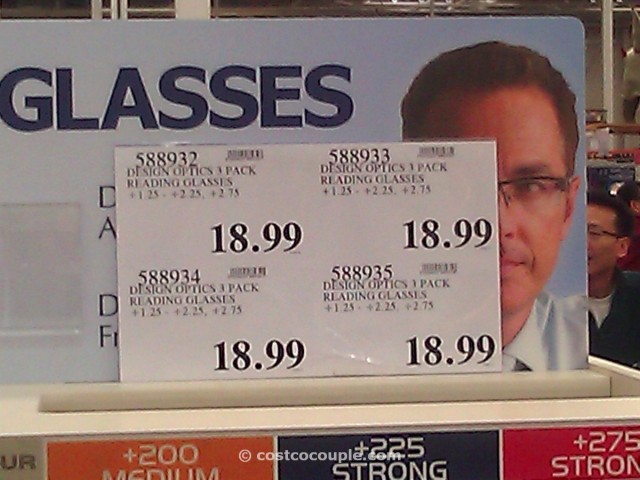 GLASSES
588932
DESIGN OPTICS 3 PACK
READING GLASSES
+1.25 - +2.25, +2.75
18.99
588933
DESIGN OPTICS 3 PACK
READING GLASSES
+1.25 - +2.25, +2.75
18.99
588934
DESIGN OPTICS 3 PACK
READING GLASSES
+1.25 - +2.25, +2.75
18.99
588935
DESIGN OPTICS 3 PACK
READING GLASSES
+1.25 - +2.25, +2.75
18.99
D
A
D
Fr
UR
+200
MEDIUM
+225
STRONG
+275
STRON
© costcocouple.com